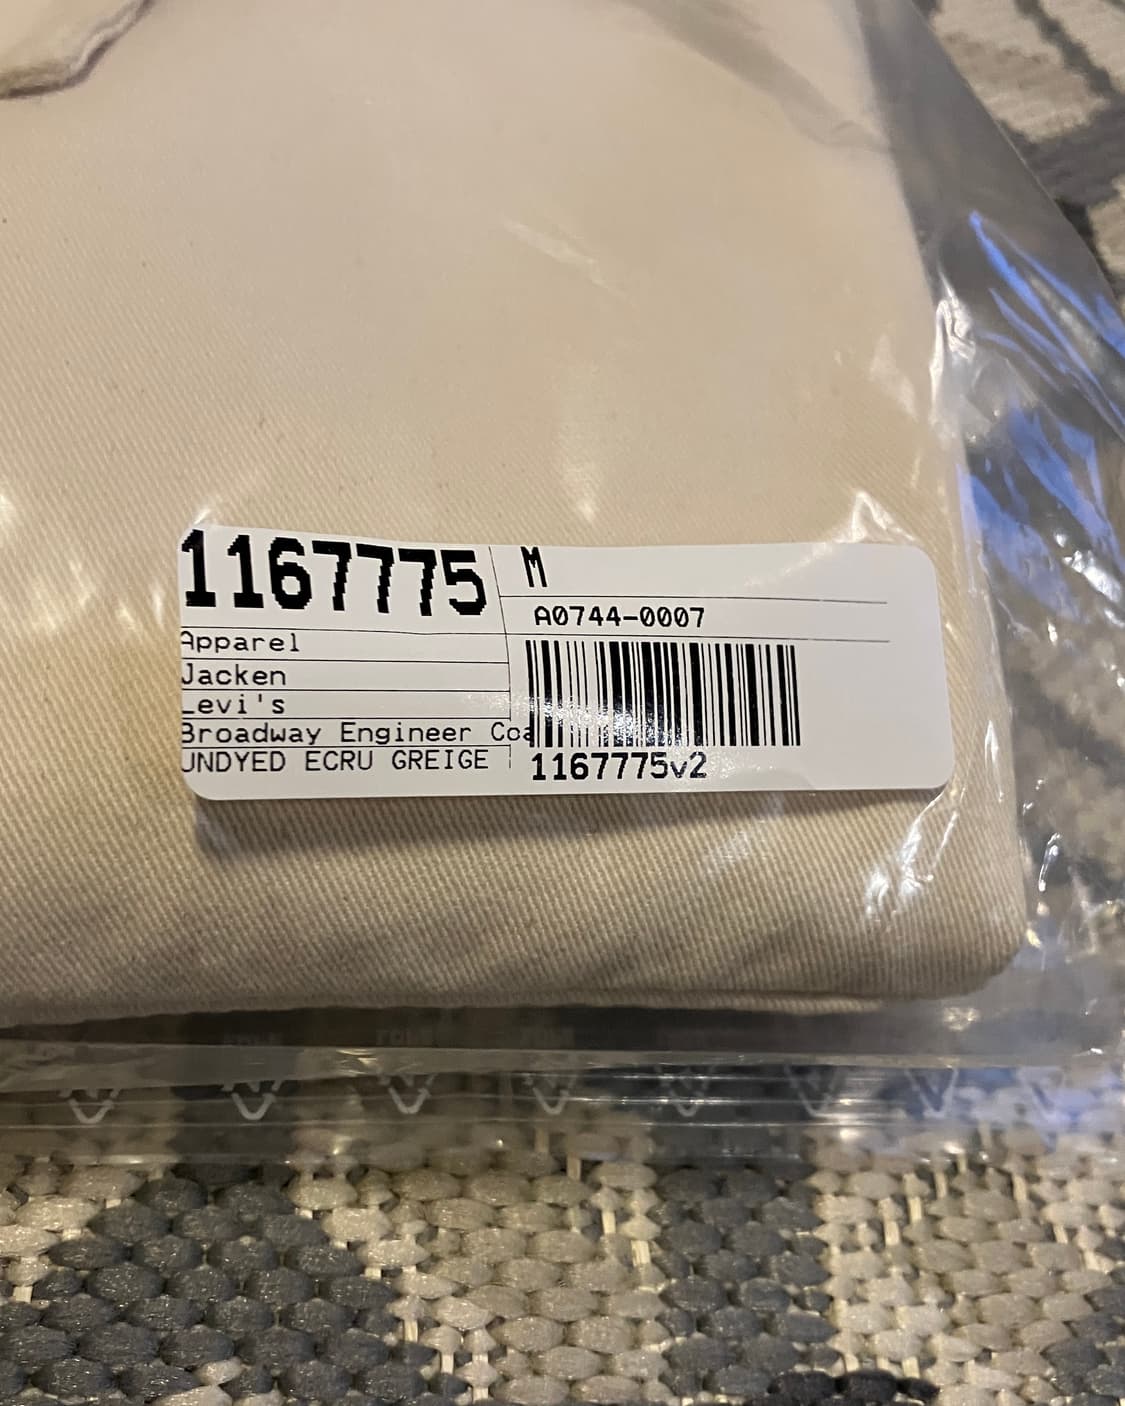 1167775
M
A0744-0007
Apparel
Jacken
Levi's
Broadway Engineer Coa
UNDYED ECRU GREIGE
1167775v2